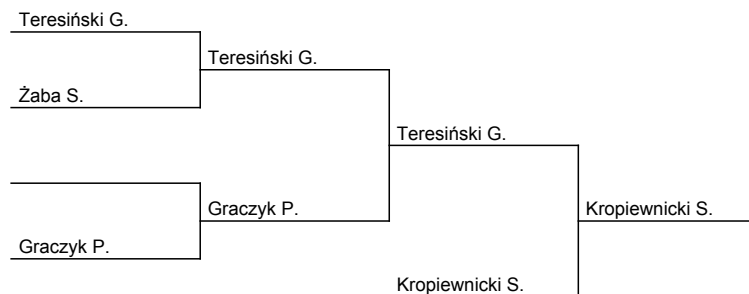 Teresiński G.
Teresiński G.
Żaba S.
Teresiński G.
Graczyk P.
Kropiewnicki S.
Graczyk P.
Kropiewnicki S.